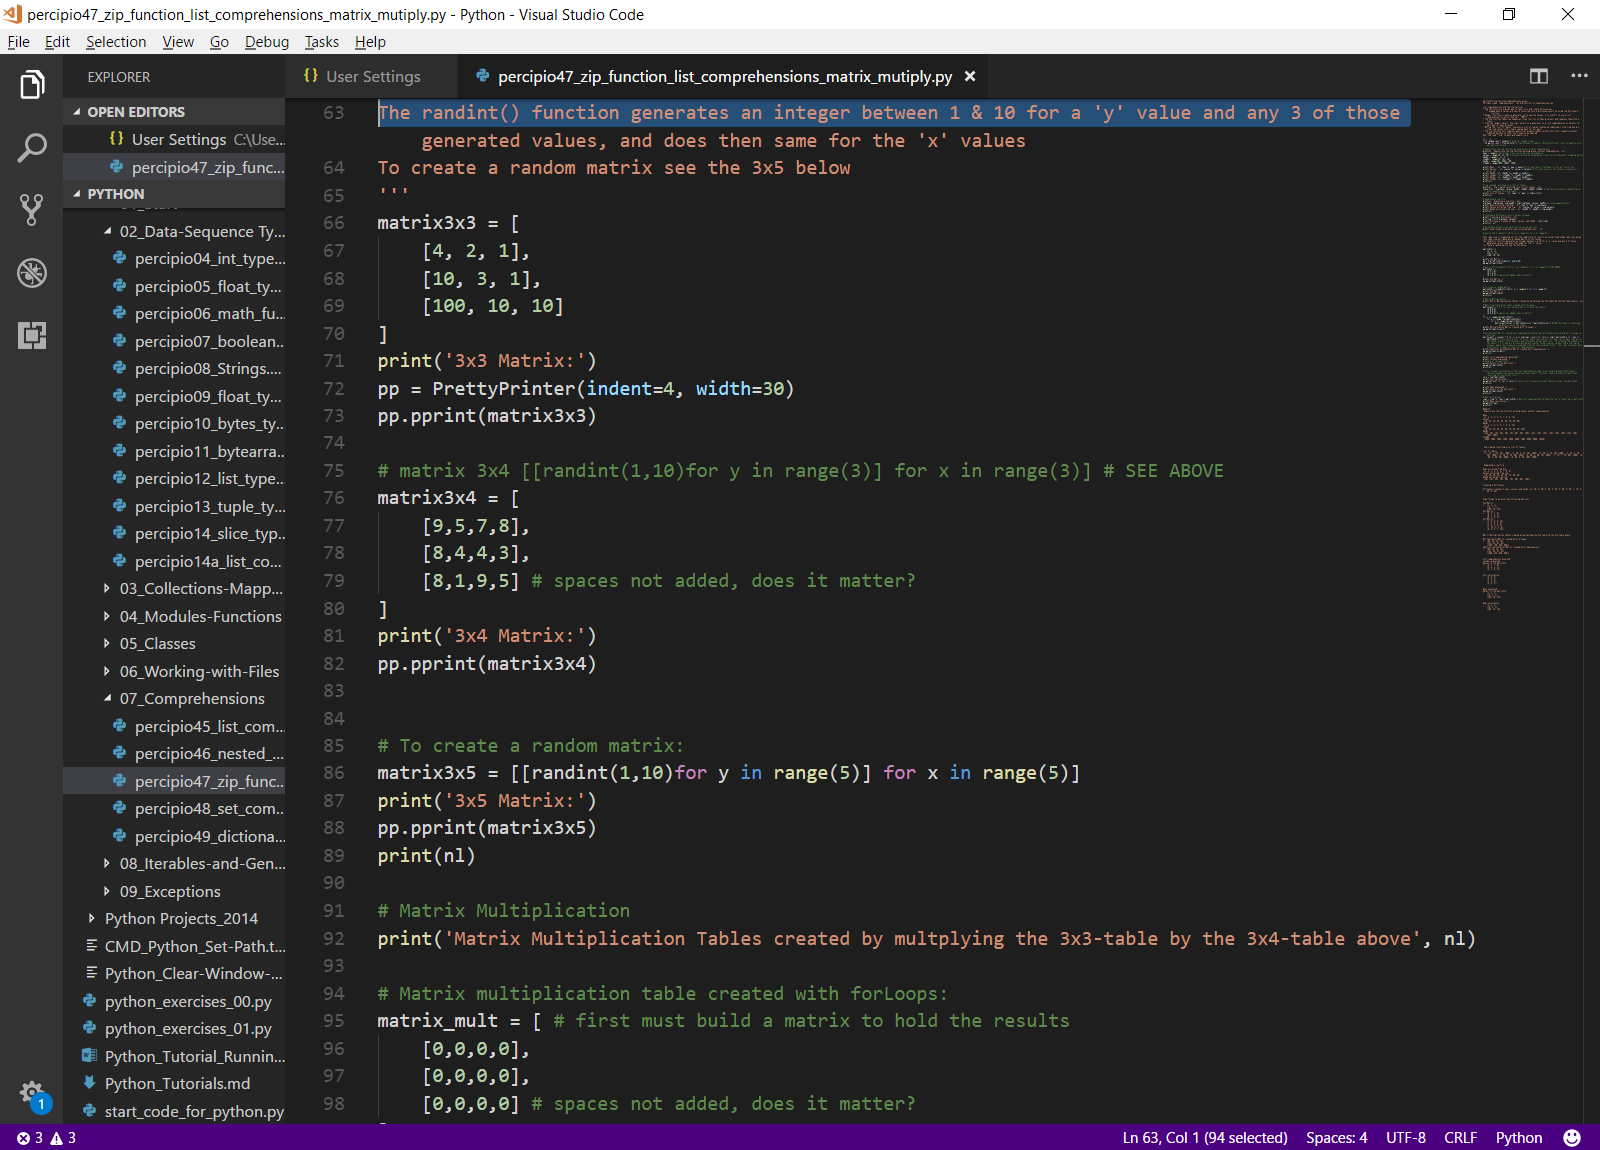 percipio47_zip_function_list_comprehensions_matrix_mutiply.py - Python - Visual Studio Code
File Edit Selection View Go Debug Tasks Help
EXPLORER
OPEN EDITORS
{} User Settings C:\Use...
percipio47_zip_func...
PYTHON
02_Data-Sequence Ty...
percipio04_int_type...
percipio05_float_ty...
percipio06_math_fu...
percipio07_boolean...
percipio08_Strings....
percipio09_float_ty...
percipio10_bytes_ty...
percipio11_bytearra...
percipio12_list_type...
percipio13_tuple_ty...
percipio14_slice_typ...
percipio14a_list_co...
03_Collections-Mapp...
04_Modules-Functions
05_Classes
06_Working-with-Files
07_Comprehensions
percipio45_list_com...
percipio46_nested_...
percipio47_zip_func...
percipio48_set_com...
percipio49_dictiona...
08_Iterables-and-Gen...
09_Exceptions
Python Projects_2014
CMD_Python_Set-Path.t...
Python_Clear-Window-...
python_exercises_00.py
python_exercises_01.py
Python_Tutorial_Runnin...
Python_Tutorials.md
start_code_for_python.py
1
{} User Settings
percipio47_zip_function_list_comprehensions_matrix_mutiply.py
63 The randint() function generates an integer between 1 & 10 for a 'y' value and any 3 of those
generated values, and does then same for the 'x' values
64 To create a random matrix see the 3x5 below
65 '''
66 matrix3x3 = [
67 [4, 2, 1],
68 [10, 3, 1],
69 [100, 10, 10]
70 ]
71 print('3x3 Matrix:')
72 pp = PrettyPrinter(indent=4, width=30)
73 pp.pprint(matrix3x3)
74
75 # matrix 3x4 [[randint(1,10)for y in range(3)] for x in range(3)] # SEE ABOVE
76 matrix3x4 = [
77 [9,5,7,8],
78 [8,4,4,3],
79 [8,1,9,5] # spaces not added, does it matter?
80 ]
81 print('3x4 Matrix:')
82 pp.pprint(matrix3x4)
83
84
85 # To create a random matrix:
86 matrix3x5 = [[randint(1,10)for y in range(5)] for x in range(5)]
87 print('3x5 Matrix:')
88 pp.pprint(matrix3x5)
89 print(nl)
90
91 # Matrix Multiplication
92 print('Matrix Multiplication Tables created by multplying the 3x3-table by the 3x4-table above', nl)
93
94 # Matrix multiplication table created with forLoops:
95 matrix_mult = [ # first must build a matrix to hold the results
96 [0,0,0,0],
97 [0,0,0,0],
98 [0,0,0,0] # spaces not added, does it matter?
3 3
Ln 63, Col 1 (94 selected) Spaces: 4 UTF-8 CRLF Python